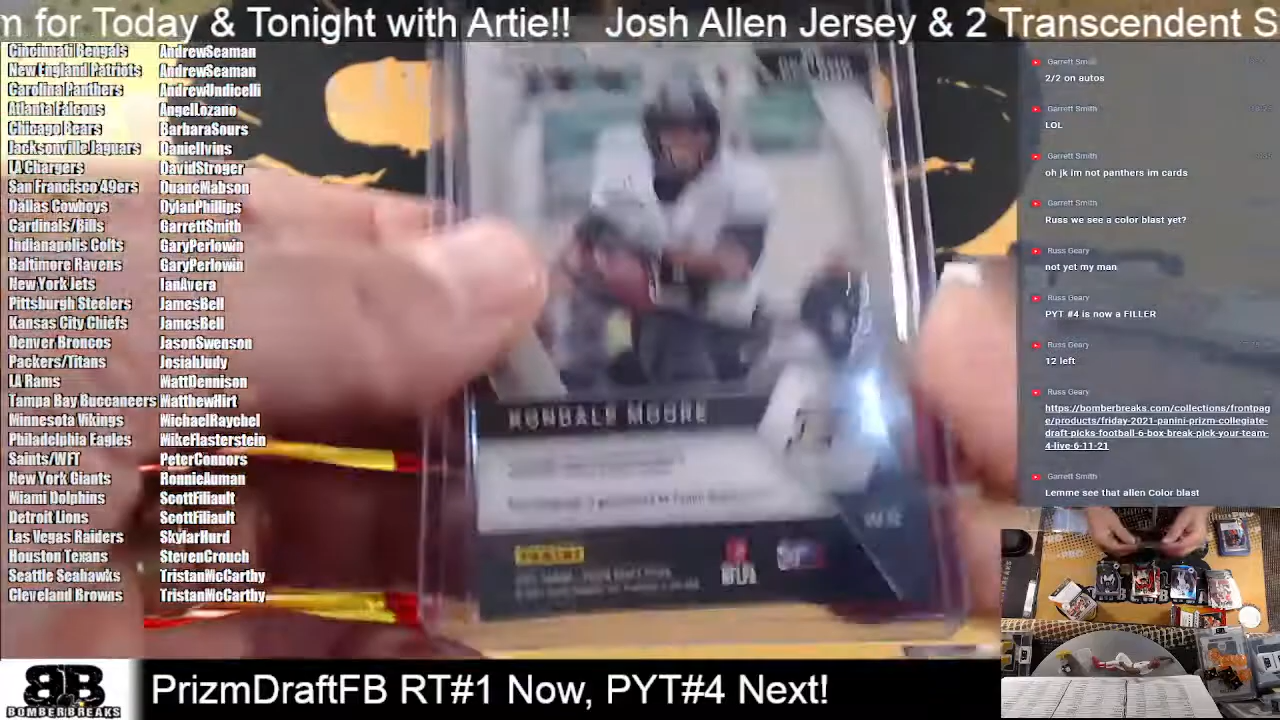 m for Today & Tonight with Artie!!    Josh Allen Jersey & 2 Transcendent S
Cincinnati Bengals AndrewSeaman
New England Patriots AndrewSeaman
Carolina Panthers AndrewUndicelli
Atlanta Falcons AngelLozano
Chicago Bears BarbaraSours
Jacksonville Jaguars DanielIvins
LA Chargers DavidStroger
San Francisco 49ers DuaneMabson
Dallas Cowboys DylanPhillips
Cardinals/Bills GarrettSmith
Indianapolis Colts GaryPerlowin
Baltimore Ravens GaryPerlowin
New York Jets IanAvera
Pittsburgh Steelers JamesBell
Kansas City Chiefs JamesBell
Denver Broncos JasonSwenson
Packers/Titans JosiahJudy
LA Rams MattDennison
Tampa Bay Buccaneers MatthewHirt
Minnesota Vikings MichaelRaychel
Philadelphia Eagles MikeFlasterstein
Saints/WFT PeterConnors
New York Giants RonnieAuman
Miami Dolphins ScottFiliault
Detroit Lions ScottFiliault
Las Vegas Raiders SkylarHurd
Houston Texans StevenCrouch
Seattle Seahawks TristanMcCarthy
Cleveland Browns TristanMcCarthy
RONDALE MOORE
WR
PANINI
NFLPA
Garrett Smith
2/2 on autos
Garrett Smith
LOL
Garrett Smith
oh jk im not panthers im cards
Garrett Smith
Russ we see a color blast yet?
Russ Geary
not yet my man
Russ Geary
PYT #4 is now a FILLER
Russ Geary
12 left
Russ Geary
https://bomberbreaks.com/collections/frontpag
e/products/friday-2021-panini-prizm-collegiate-
draft-picks-football-6-box-break-pick-your-team-
4-live-6-11-21
Garrett Smith
Lemme see that allen Color blast
BB
BOMBERBREAKS
PrizmDraftFB RT#1 Now, PYT#4 Next!